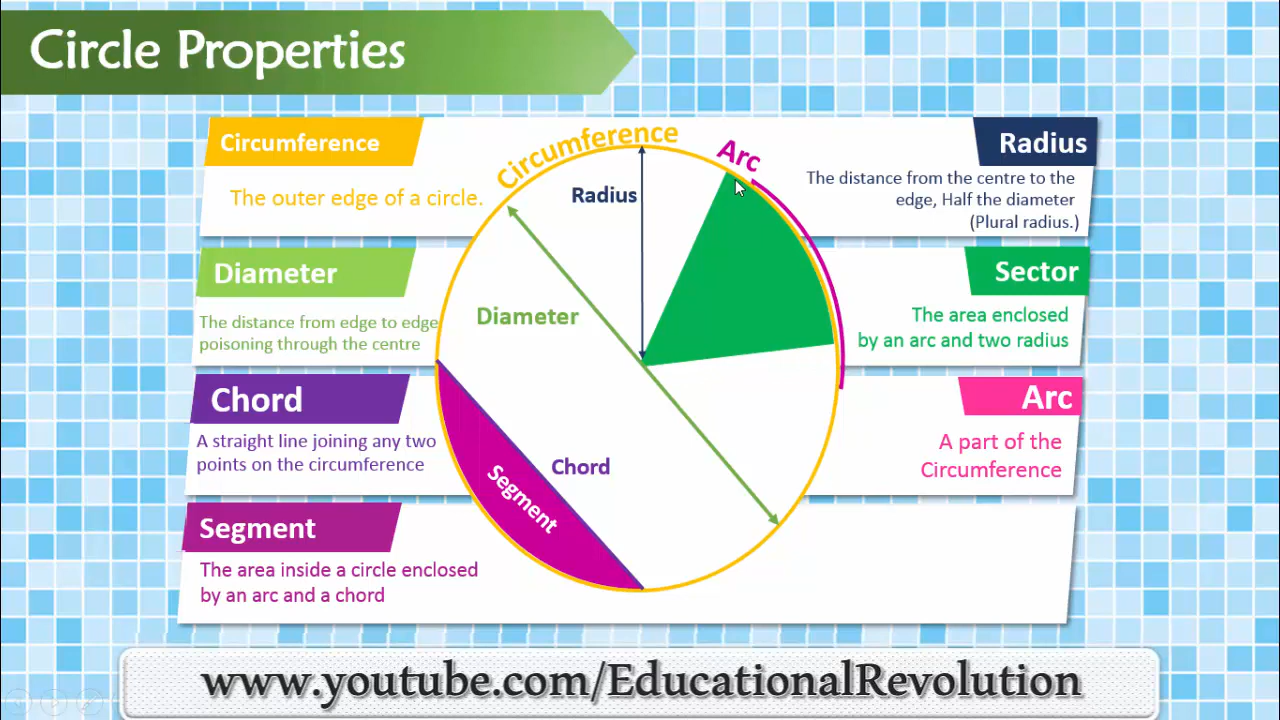 Circle Properties
Circumference
The outer edge of a circle.
Diameter
The distance from edge to edge
poisoning through the centre
Chord
A straight line joining any two
points on the circumference
Segment
The area inside a circle enclosed
by an arc and a chord
Circumference
Arc
Radius
Diameter
Chord
Segment
Radius
The distance from the centre to the
edge, Half the diameter
(Plural radius.)
Sector
The area enclosed
by an arc and two radius
Arc
A part of the
Circumference
www.youtube.com/EducationalRevolution